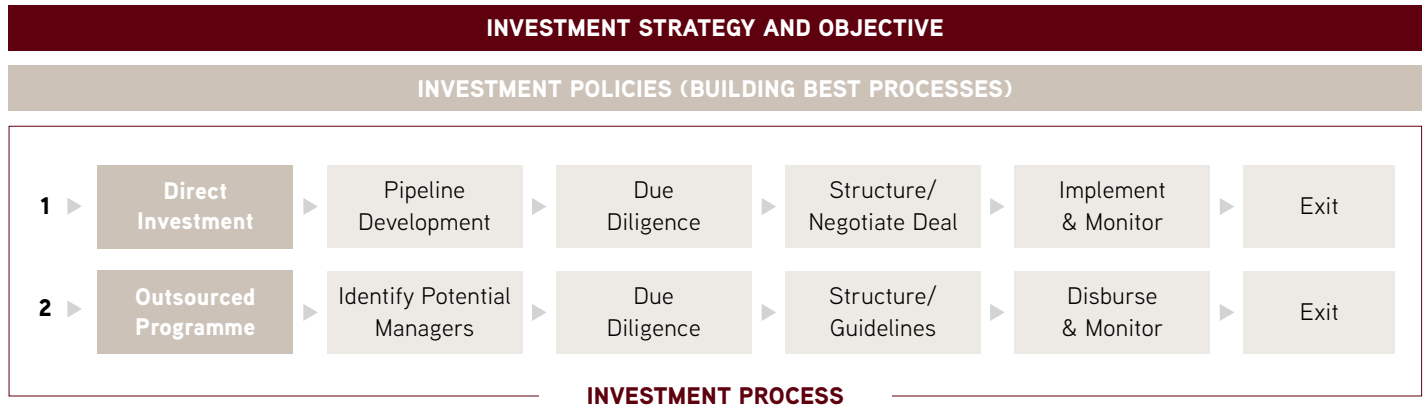 INVESTMENT STRATEGY AND OBJECTIVE
INVESTMENT POLICIES (BUILDING BEST PROCESSES)
1
Direct
Investment
Pipeline
Development
Due
Diligence
Structure/
Negotiate Deal
Implement
& Monitor
Exit
2
Outsourced
Programme
Identify Potential
Managers
Due
Diligence
Structure/
Guidelines
Disburse
& Monitor
Exit
INVESTMENT PROCESS